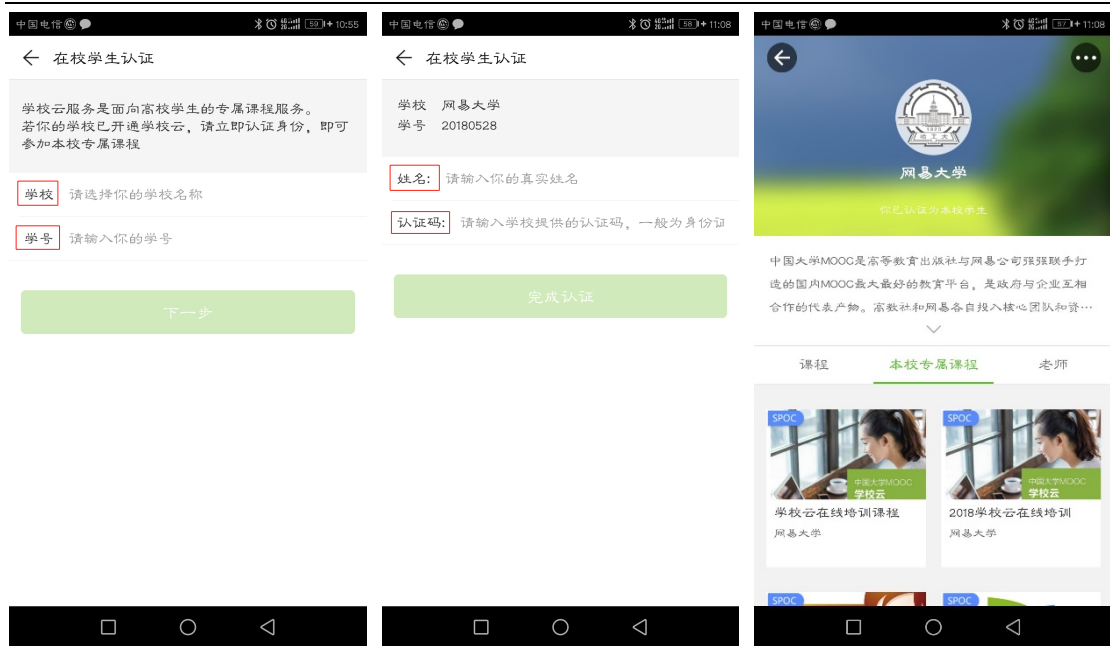 中国电信
59
10:55
在校学生认证
学校云服务是面向高校学生的专属课程服务。
若你的学校已开通学校云，请立即认证身份，即可
参加本校专属课程
学校 请选择你的学校名称
学号 请输入你的学号
下一步
中国电信
58
11:08
在校学生认证
学校 网易大学
学号 20180528
姓名: 请输入你的真实姓名
认证码: 请输入学校提供的认证码，一般为身份证
完成认证
中国电信
57
11:08
1920
哈工大
网易大学
你已认证为本校学生
中国大学MOOC是高等教育出版社与网易公司强强联手打
造的国内MOOC最大最好的教育平台，是政府与企业互相
合作的代表产物。高教社和网易各自投入核心团队和资…
课程 本校专属课程 老师
SPOC
中国大学MOOC
学校云
学校云在线培训课程
网易大学
SPOC
中国大学MOOC
学校云
2018学校云在线培训
网易大学
SPOC
SPOC